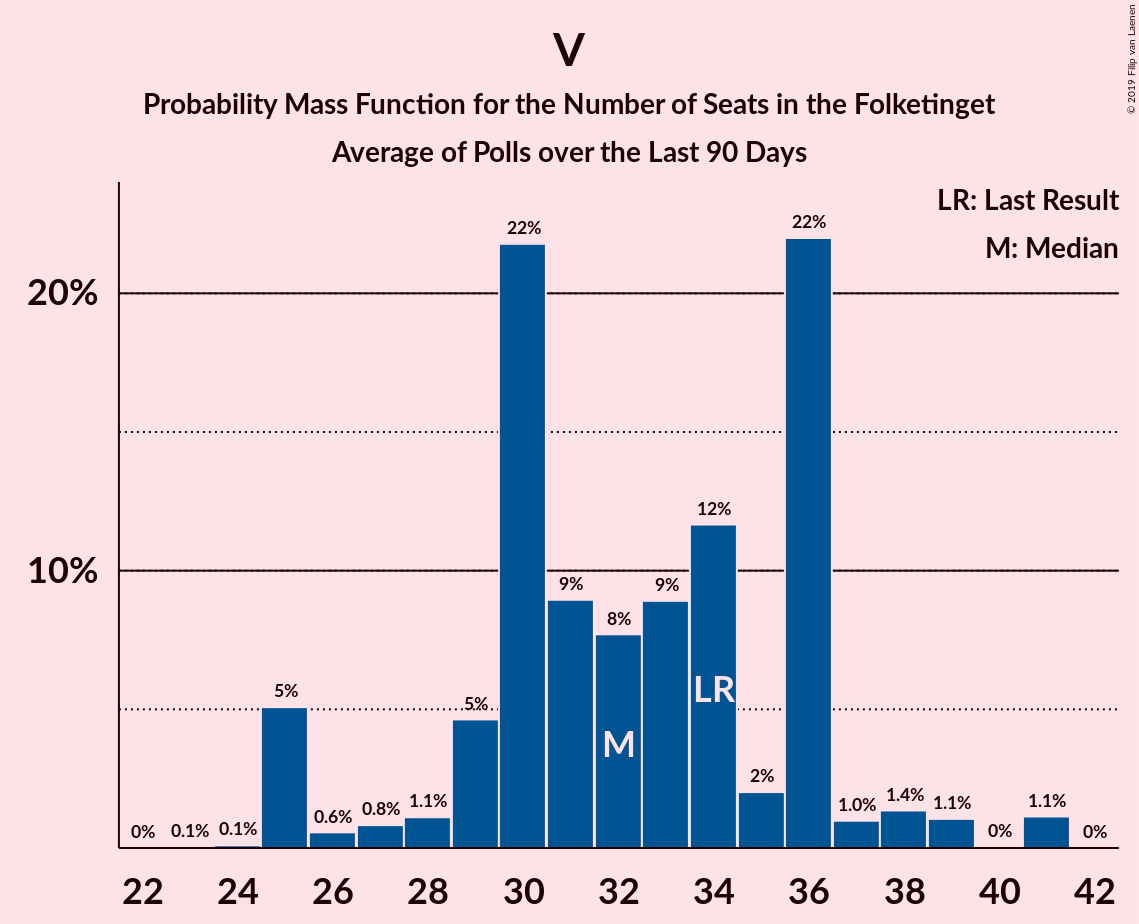 V
Probability Mass Function for the Number of Seats in the Folketinget
Average of Polls over the Last 90 Days
© 2019 Filip van Laenen
LR: Last Result
M: Median
20%
10%
0%
0.1%
0.1%
5%
0.6%
0.8%
1.1%
5%
22%
9%
8%
9%
12%
2%
22%
1.0%
1.4%
1.1%
0%
1.1%
0%
M
LR
22 24 26 28 30 32 34 36 38 40 42